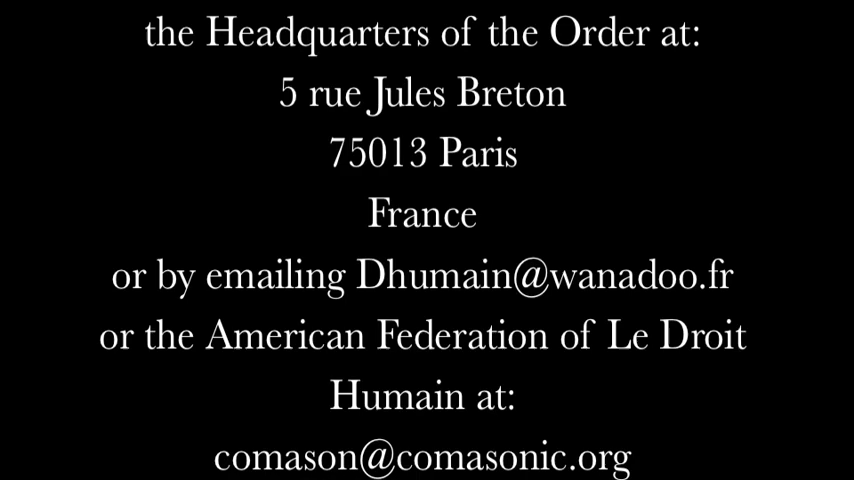 the Headquarters of the Order at:
5 rue Jules Breton
75013 Paris
France
or by emailing Dhumain@wanadoo.fr
or the American Federation of Le Droit
Humain at:
comason@comasonic.org